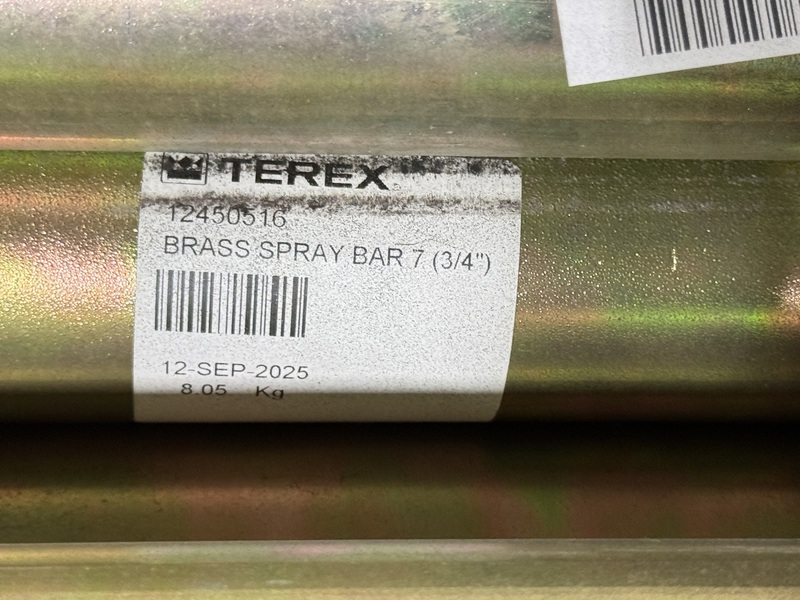 TEREX
12450516
BRASS SPRAY BAR 7 (3/4")
12-SEP-2025
8.05 Kg